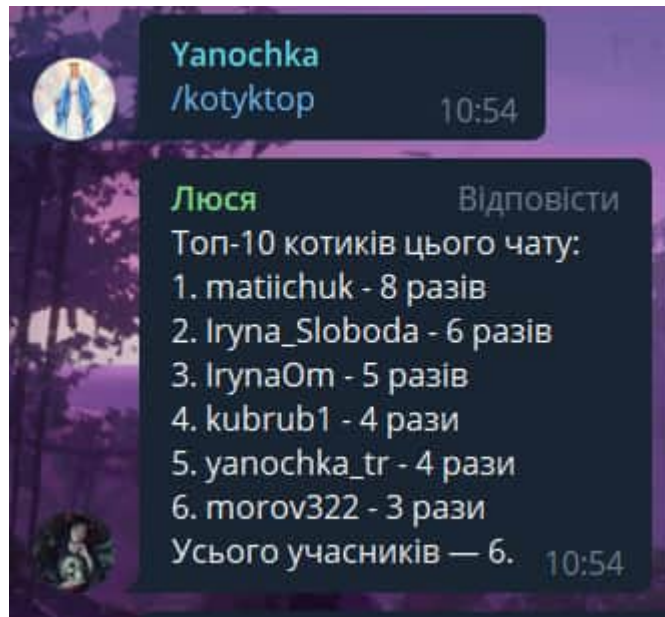 Yanochka
/kotyktop
10:54
Люся Відповісти
Топ-10 котиків цього чату:
1. matiichuk - 8 разів
2. Iryna_Sloboda - 6 разів
3. IrynaOm - 5 разів
4. kubrub1 - 4 рази
5. yanochka_tr - 4 рази
6. morov322 - 3 рази
Усього учасників — 6.
10:54